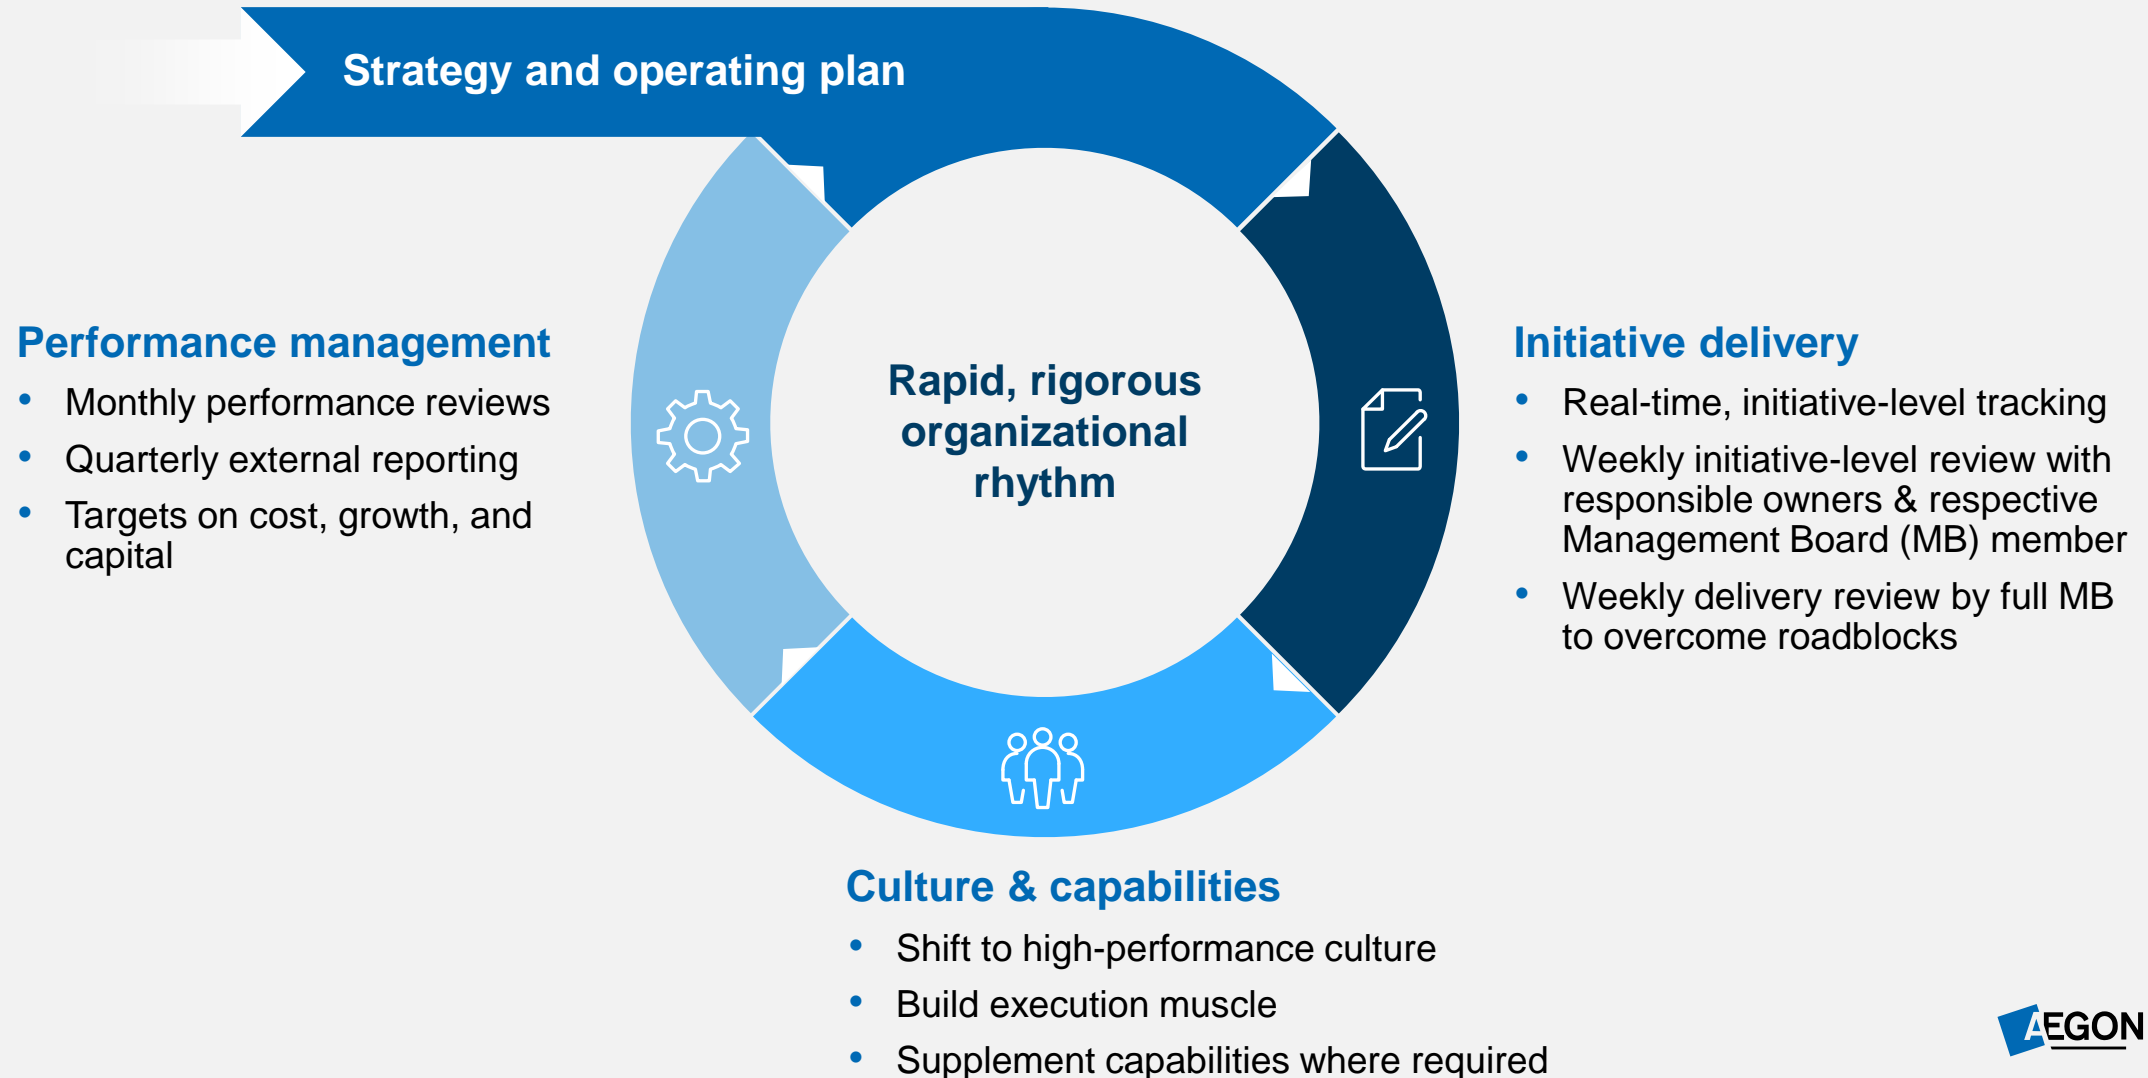 Strategy and operating plan
Performance management
• Monthly performance reviews
• Quarterly external reporting
• Targets on cost, growth, and
capital
Rapid, rigorous
organizational
rhythm
Initiative delivery
• Real-time, initiative-level tracking
• Weekly initiative-level review with
responsible owners & respective
Management Board (MB) member
• Weekly delivery review by full MB
to overcome roadblocks
Culture & capabilities
• Shift to high-performance culture
• Build execution muscle
• Supplement capabilities where required
AEGON